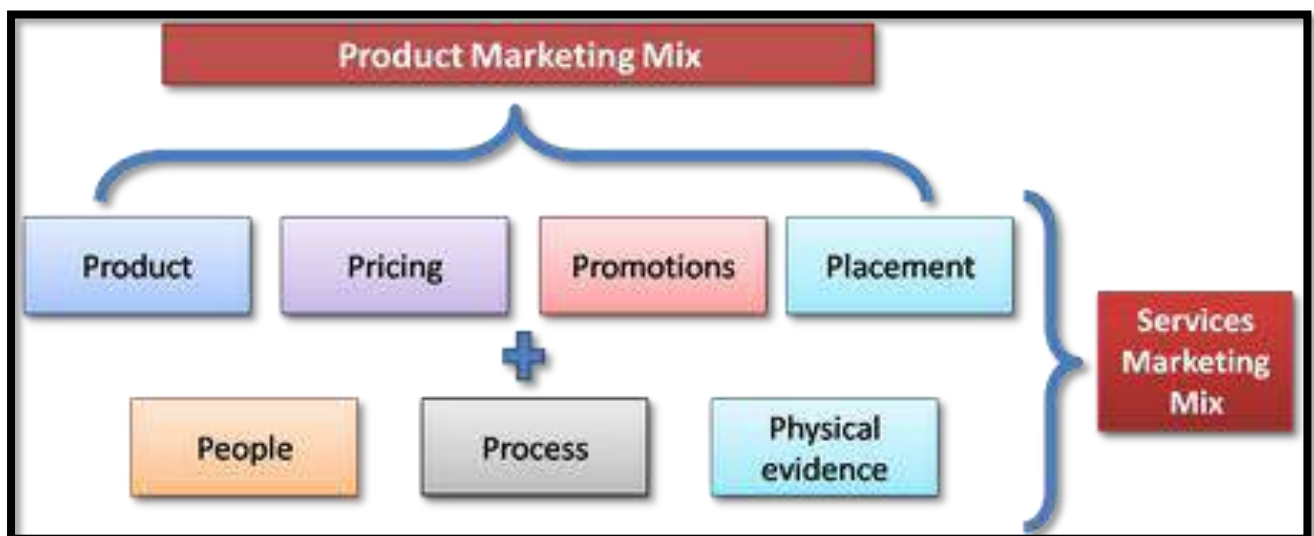 Product Marketing Mix
Product
Pricing
Promotions
Placement
People
Process
Physical
evidence
Services
Marketing
Mix